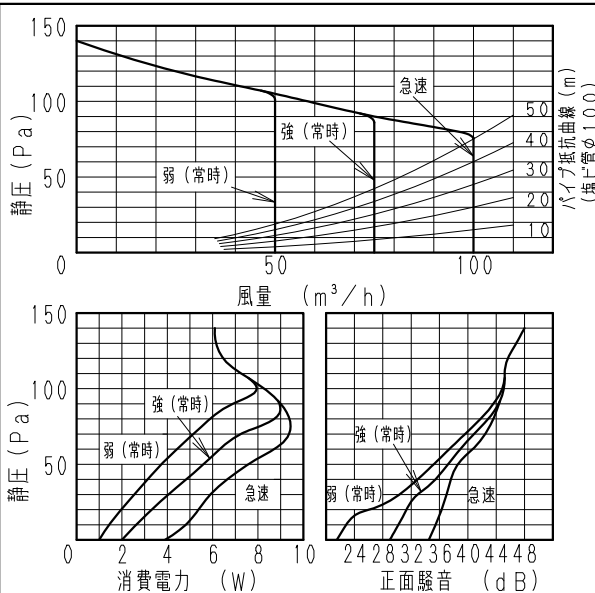 150
100
50
0
静圧 (Pa)
急速
強 (常時)
弱 (常時)
50
40
30
20
10
パイプ抵抗曲線 (m)
(塩ビ管φ100)
50
100
風量 (m³/h)
150
100
50
静圧 (Pa)
強 (常時)
弱 (常時)
急速
0 2 4 6 8 10
消費電力 (W)
強 (常時)
弱 (常時)
急速
24 28 32 36 40 44 48
正面騒音 (dB)